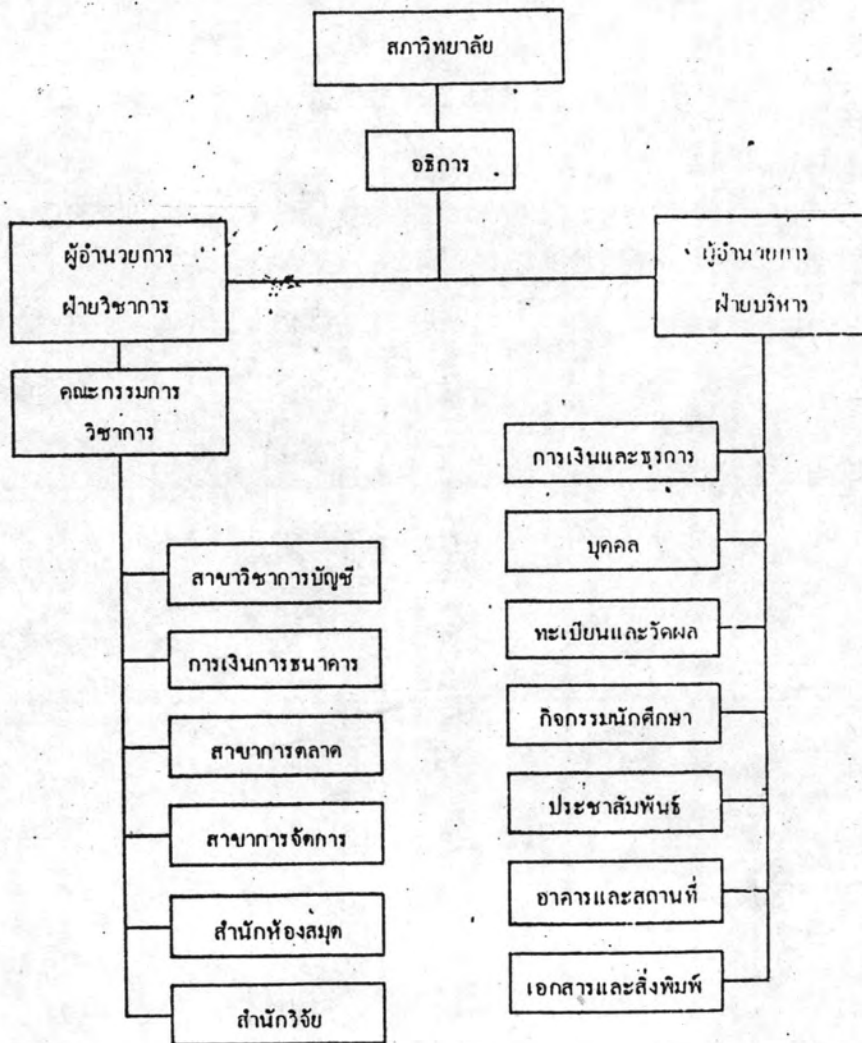 สภาวิทยาลัย
อธิการ
ผู้อำนวยการ
ฝ่ายวิชาการ
ผู้อำนวยการ
ฝ่ายบริหาร
คณะกรรมการ
วิชาการ
สาขาวิชาการบัญชี
การเงินการธนาคาร
สาขาการตลาด
สาขาการจัดการ
สำนักห้องสมุด
สำนักวิจัย
การเงินและธุรการ
บุคคล
ทะเบียนและวัดผล
กิจกรรมนักศึกษา
ประชาสัมพันธ์
อาคารและสถานที่
เอกสารและสิ่งพิมพ์